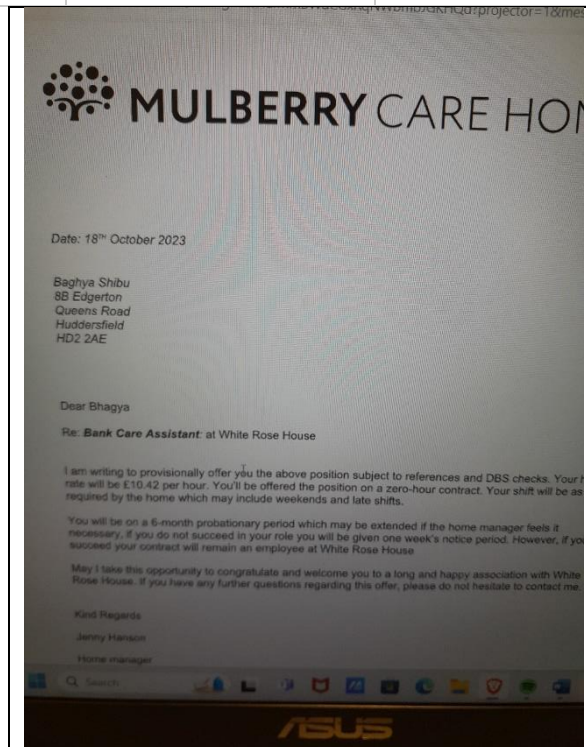 MULBERRY CARE HO
Date: 18TH October 2023
Baghya Shibu
8B Edgerton
Queens Road
Huddersfield
HD2 2AE
Dear Bhagya
Re: Bank Care Assistant: at White Rose House
I am writing to provisionally offer you the above position subject to references and DBS checks. Your
rate will be £10.42 per hour. You'll be offered the position on a zero-hour contract. Your shift will be as
required by the home which may include weekends and late shifts.
You will be on a 6-month probationary period which may be extended if the home manager feels it
necessary, if you do not succeed in your role you will be given one week's notice period. However, if you
succeed your contract will remain an employee at White Rose House
May I take this opportunity to congratulate and welcome you to a long and happy association with White
Rose House. If you have any further questions regarding this offer, please do not hesitate to contact me.
Kind Regards
Jenny Hanson
Home manager
Search
ASUS